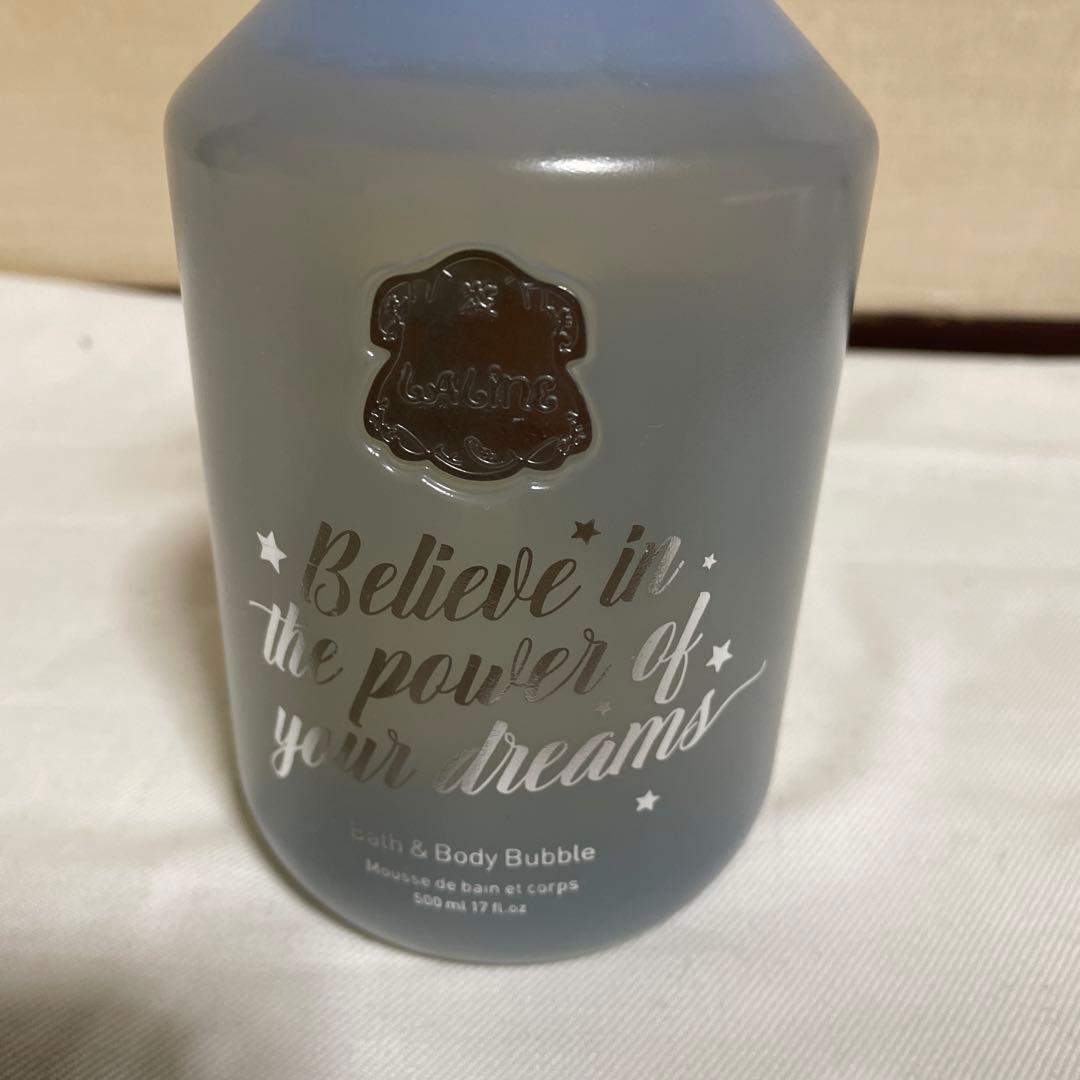 LALINE
Believe in
the power of
your dreams
Bath & Body Bubble
Mousse de bain et corps
500 ml 17 fl.oz